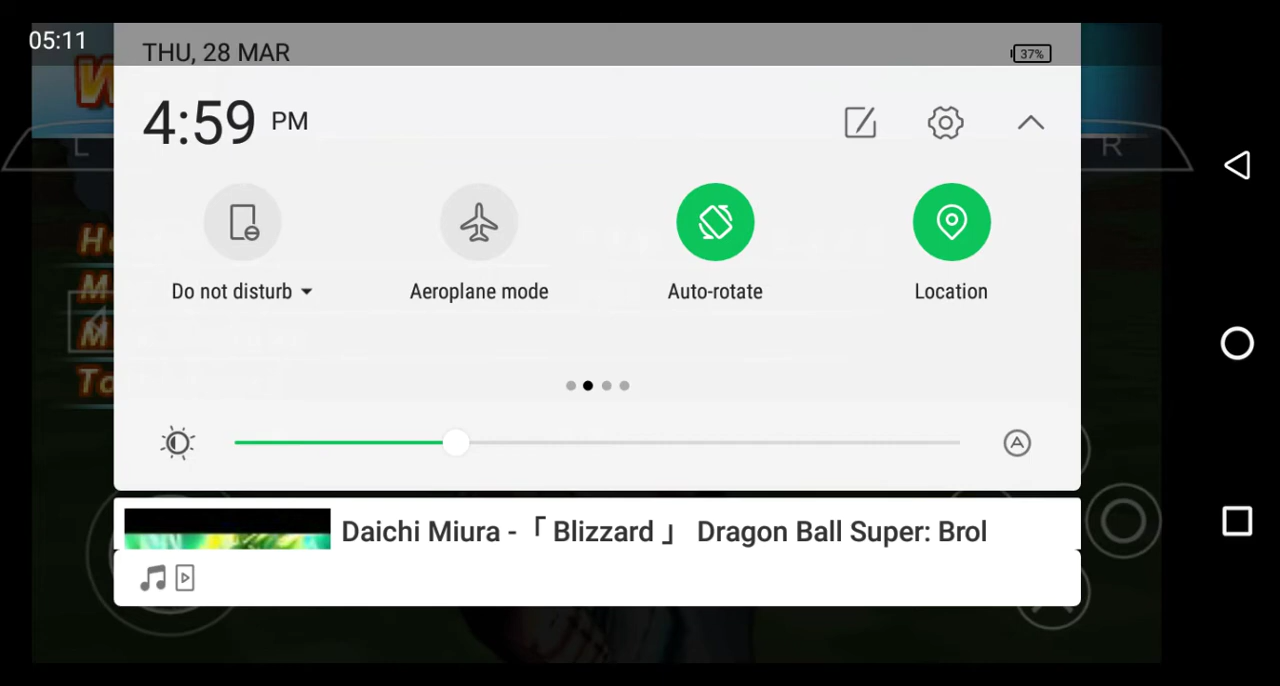 05:11
THU, 28 MAR
37%
4:59 PM
L
R
Do not disturb
Aeroplane mode
Auto-rotate
Location
A
Daichi Miura -「 Blizzard 」 Dragon Ball Super: Brol